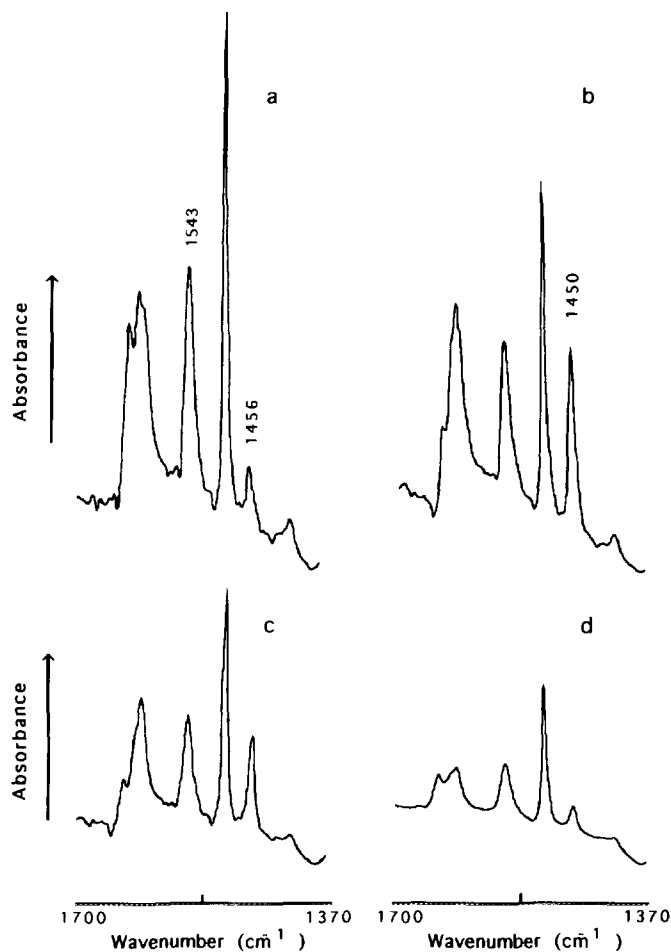 a
b
1543
1450
1456
Absorbance
c
d
Absorbance
1700 1370
1700 1370
Wavenumber (cm̄¹)
Wavenumber (cm̄¹)